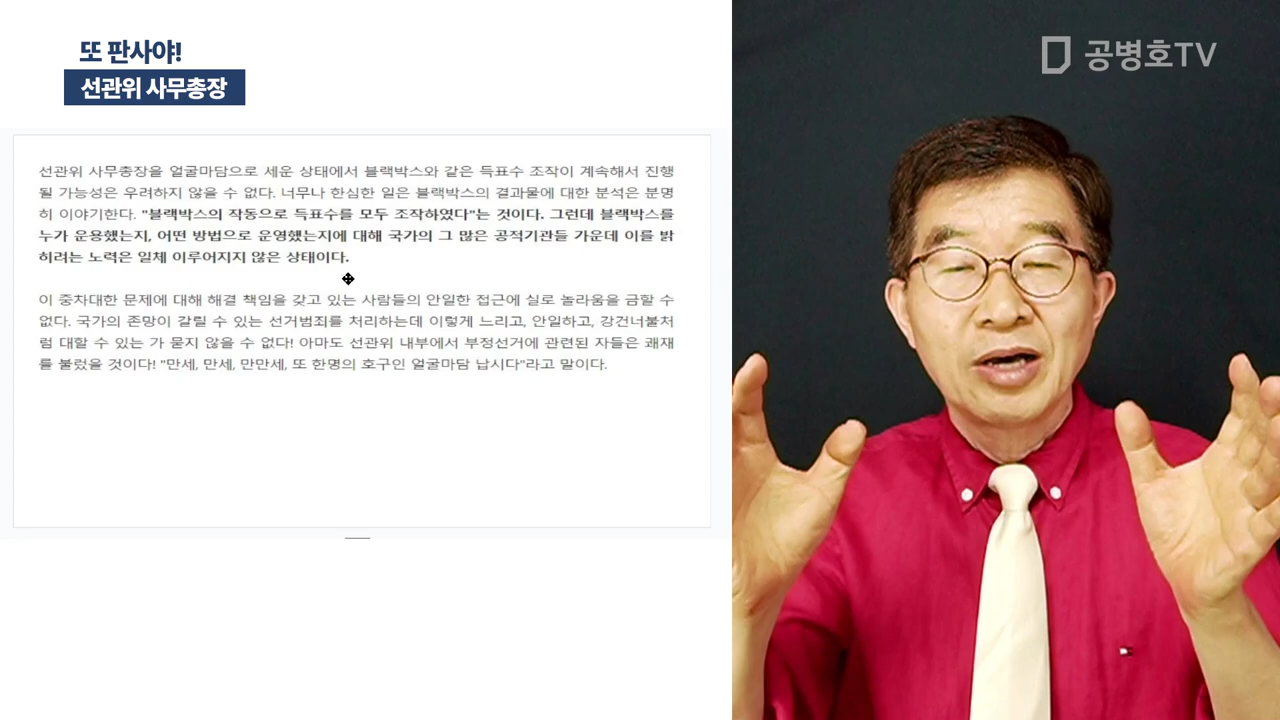 또 판사야!
선관위 사무총장
공병호TV
선관위 사무총장을 얼굴마담으로 세운 상태에서 블랙박스와 같은 득표수 조작이 계속해서 진행
될 가능성은 우려하지 않을 수 없다. 너무나 한심한 일은 블랙박스의 결과물에 대한 분석은 분명
히 이야기한다. "블랙박스의 작동으로 득표수를 모두 조작하였다"는 것이다. 그런데 블랙박스를
누가 운용했는지, 어떤 방법으로 운영했는지에 대해 국가의 그 많은 공적기관들 가운데 이를 밝
히려는 노력은 일체 이루어지지 않은 상태이다.
이 중차대한 문제에 대해 해결 책임을 갖고 있는 사람들의 안일한 접근에 실로 놀라움을 금할 수
없다. 국가의 존망이 갈릴 수 있는 선거범죄를 처리하는데 이렇게 느리고, 안일하고, 강건너불처
럼 대할 수 있는 가 묻지 않을 수 없다! 아마도 선관위 내부에서 부정선거에 관련된 자들은 쾌재
를 불렀을 것이다! "만세, 만세, 만만세, 또 한명의 호구인 얼굴마담 납시다"라고 말이다.